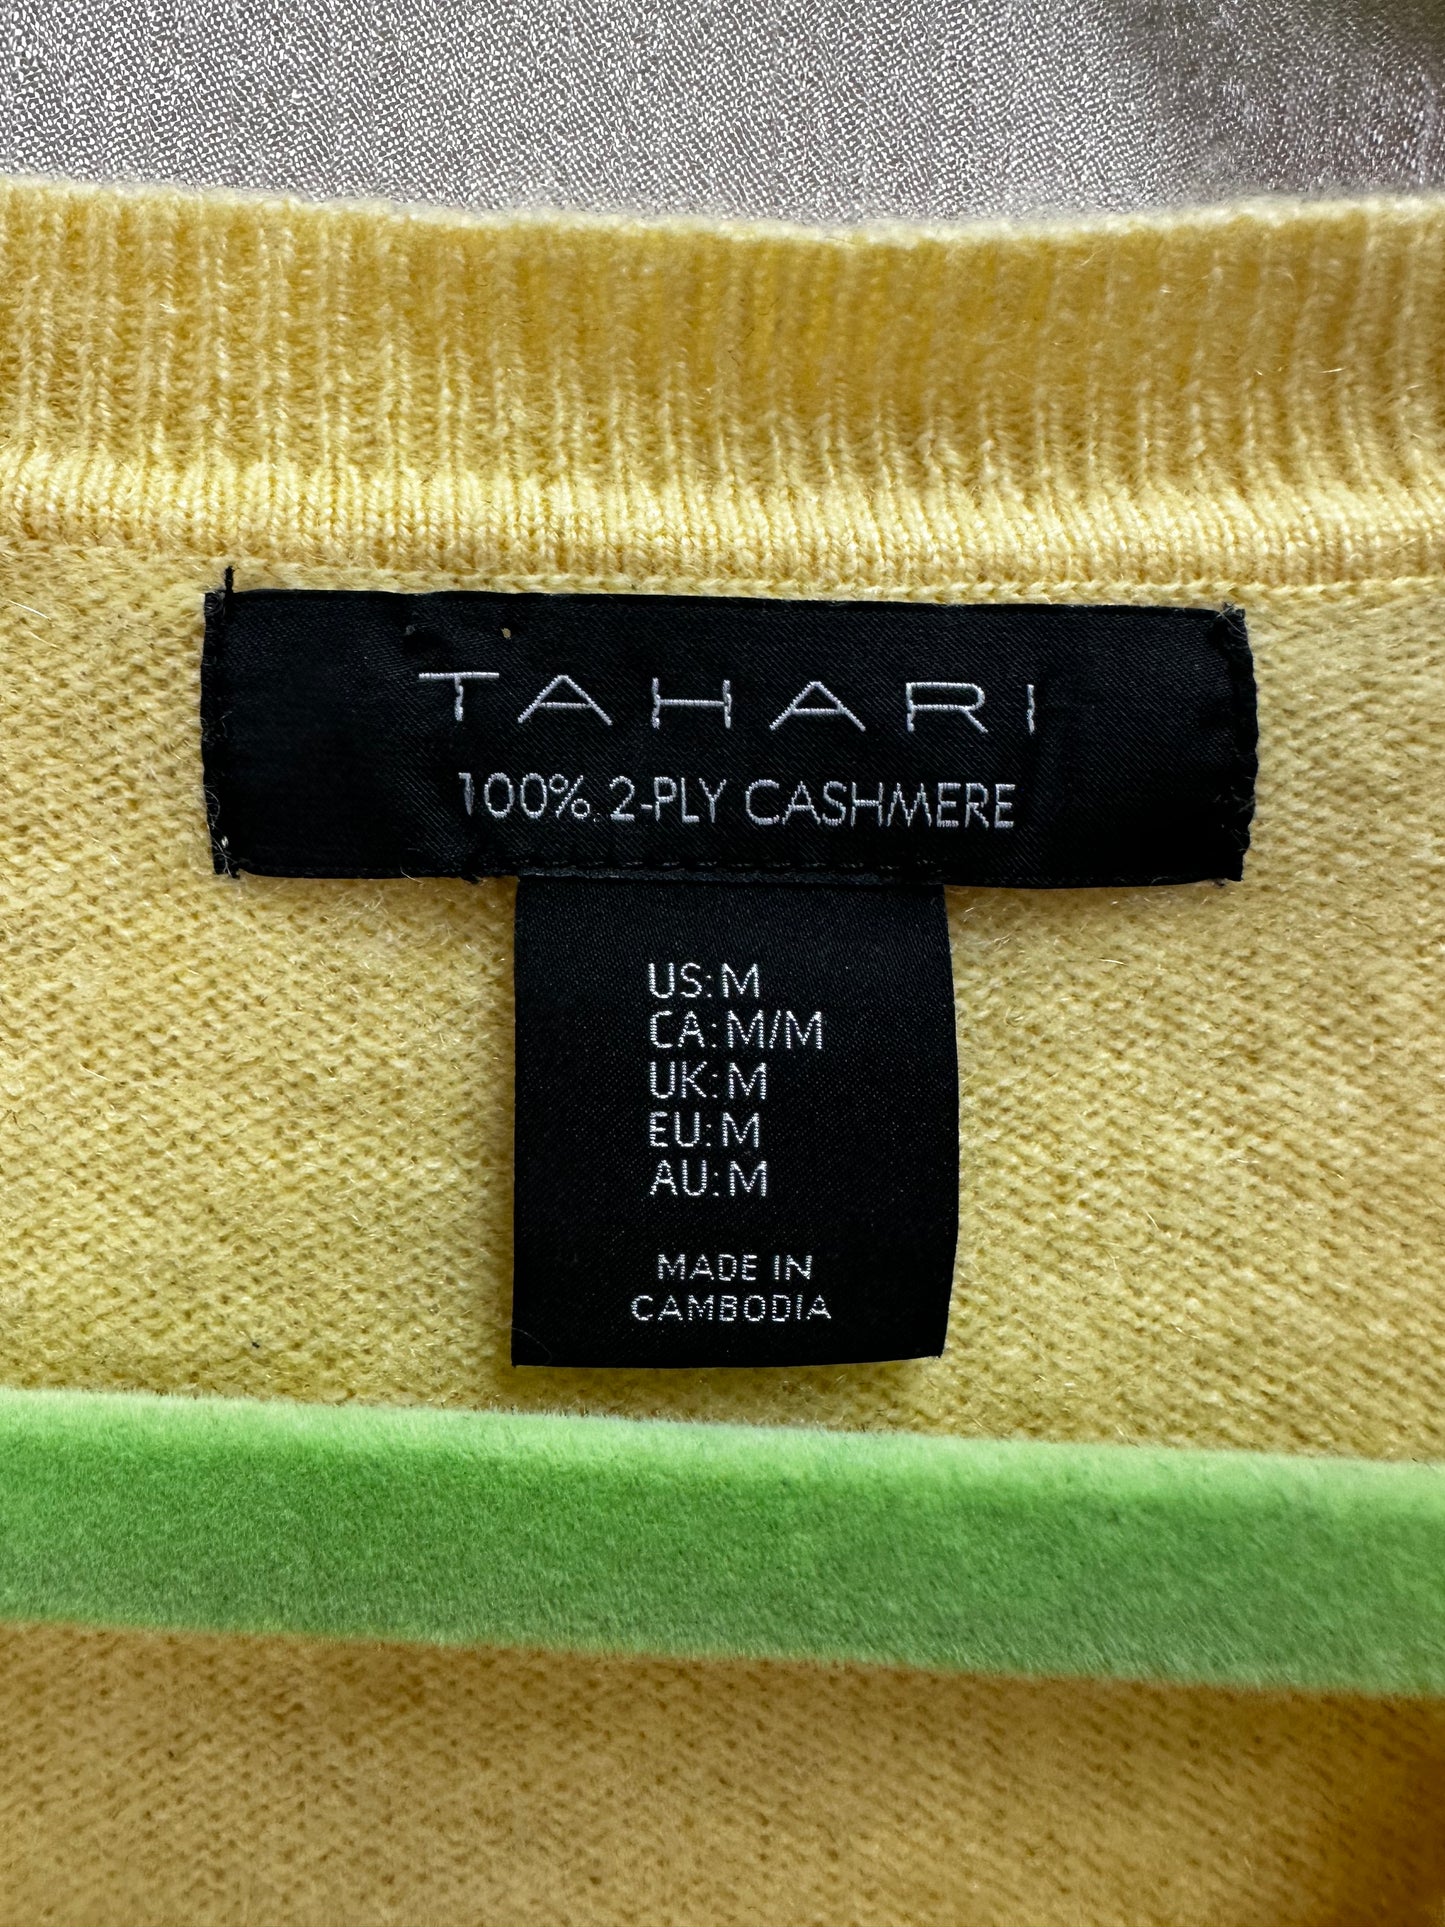 TAHARI
100% 2-PLY CASHMERE
US:M
CA:M/M
UK:M
EU:M
AU:M
MADE IN
CAMBODIA